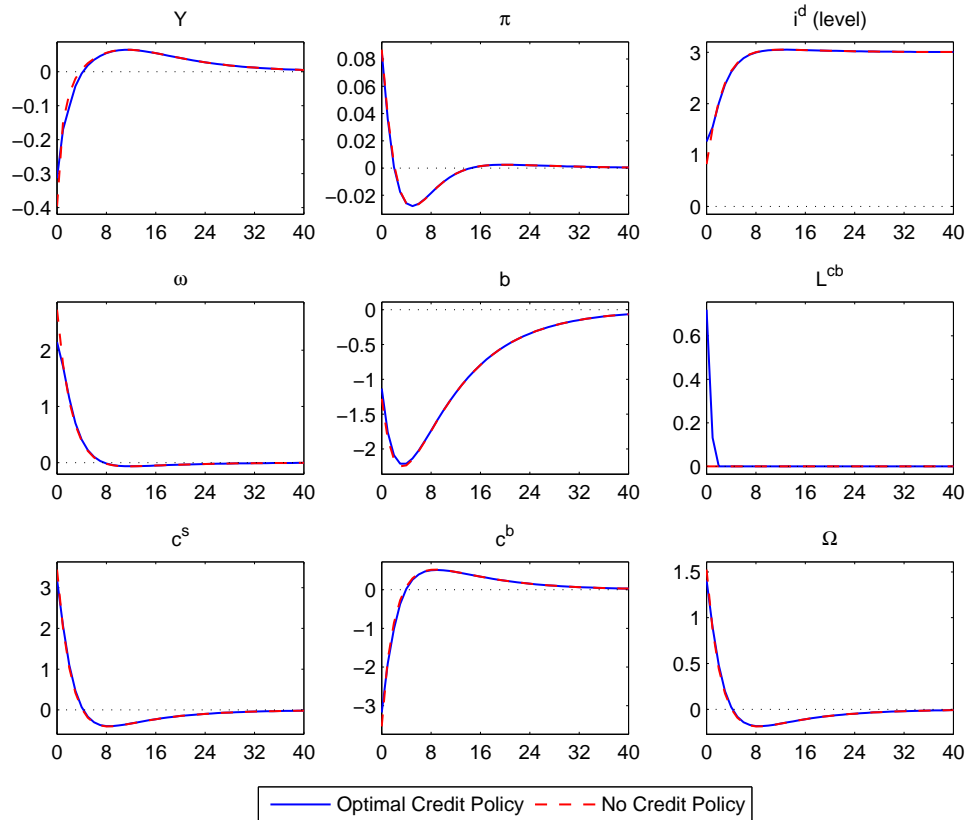 Y π i^d (level)
0 −0.1 −0.2 −0.3 −0.4
0.08 0.06 0.04 0.02 0 −0.02
3 2 1 0
0 8 16 24 32 40 0 8 16 24 32 40 0 8 16 24 32 40
ω b L^cb
2 1 0
0 −0.5 −1 −1.5 −2
0.6 0.4 0.2 0
0 8 16 24 32 40 0 8 16 24 32 40 0 8 16 24 32 40
c^s c^b Ω
3 2 1 0
0 −1 −2 −3
1.5 1 0.5 0
0 8 16 24 32 40 0 8 16 24 32 40 0 8 16 24 32 40
Optimal Credit Policy No Credit Policy